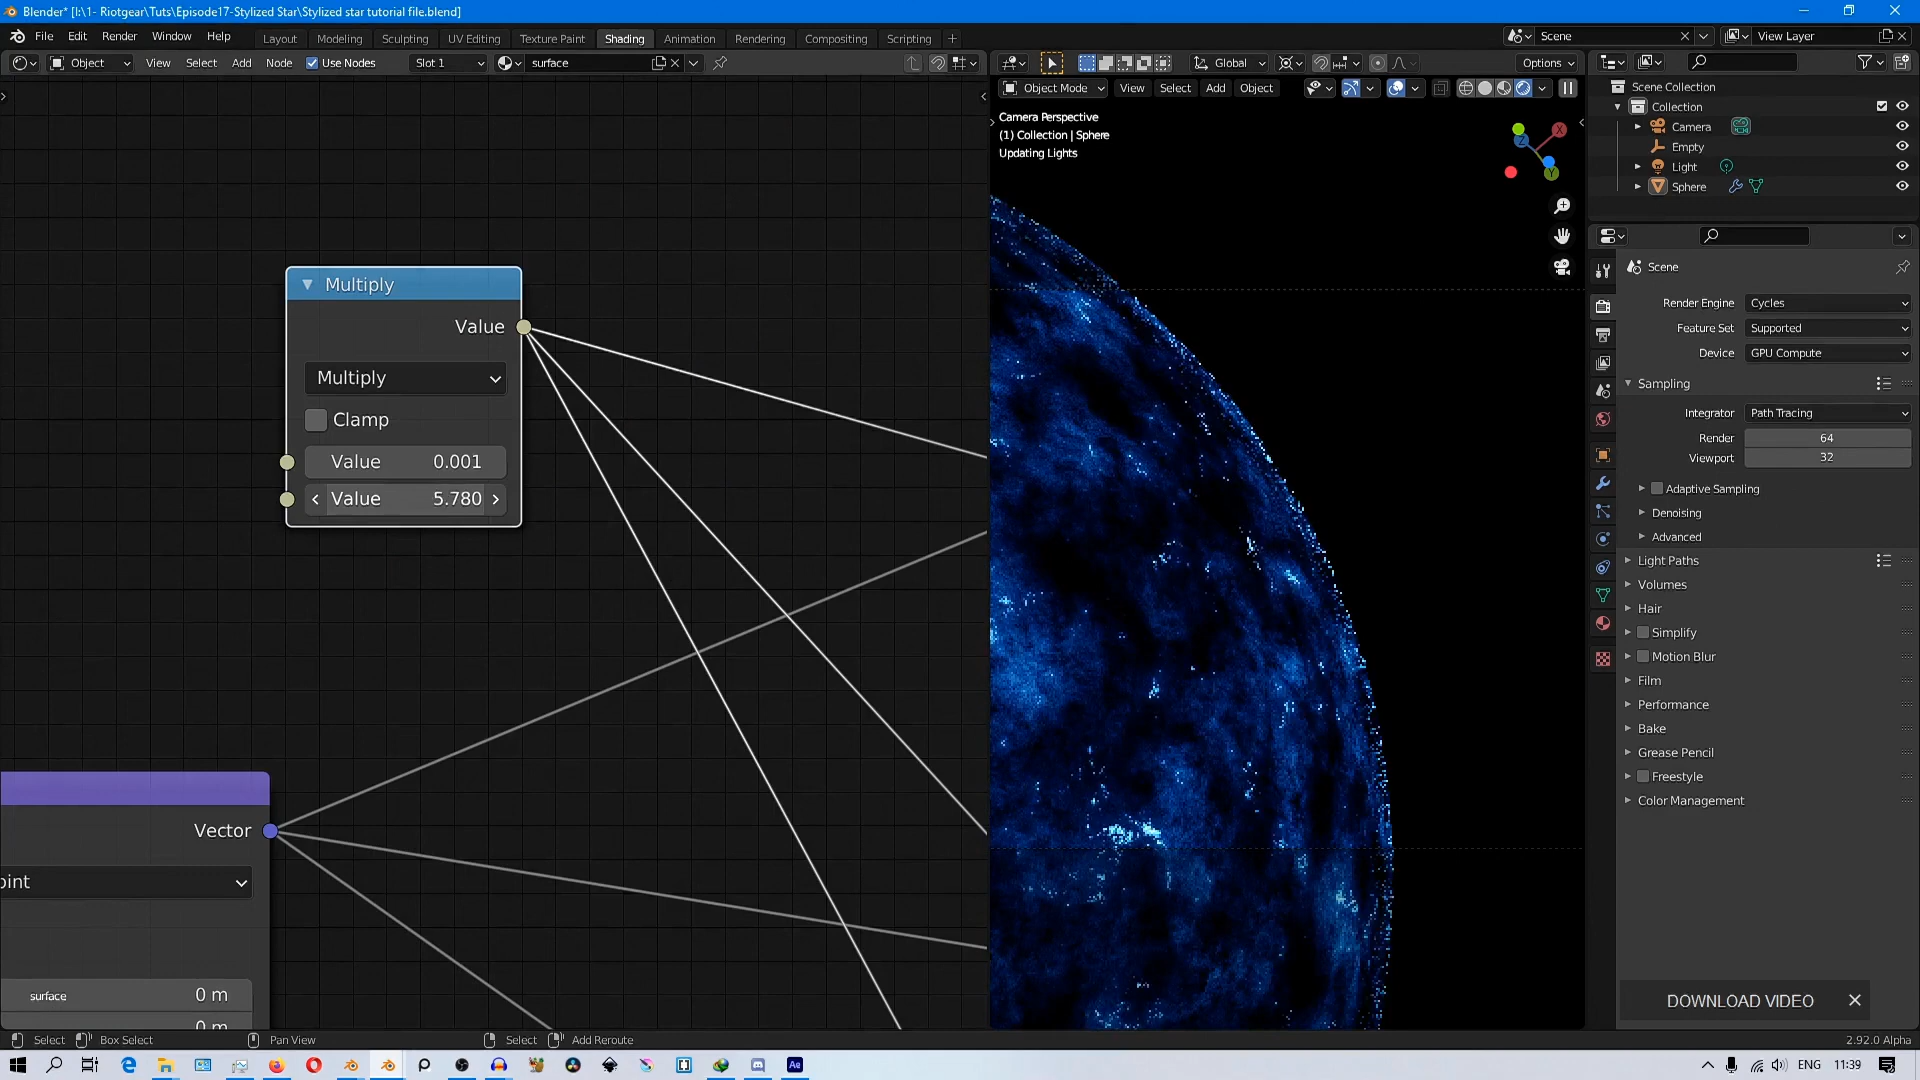 Blender* [I:\1- Riotgear\Tuts\Episode17-Stylized Star\Stylized star tutorial file.blend]
File Edit Render Window Help
Layout Modeling Sculpting UV Editing Texture Paint Shading Animation Rendering Compositing Scripting +
Scene
View Layer
Object View Select Add Node Use Nodes Slot 1 surface
Global Options
Object Mode View Select Add Object
Camera Perspective
(1) Collection | Sphere
Updating Lights
Z
X
Y
Multiply
Value
Multiply
Clamp
Value 0.001
Value 5.780
Vector
oint
surface 0 m
0 m
Scene Collection
Collection
Camera
Empty
Light
Sphere
Scene
Render Engine Cycles
Feature Set Supported
Device GPU Compute
Sampling
Integrator Path Tracing
Render 64
Viewport 32
Adaptive Sampling
Denoising
Advanced
Light Paths
Volumes
Hair
Simplify
Motion Blur
Film
Performance
Bake
Grease Pencil
Freestyle
Color Management
DOWNLOAD VIDEO
Select Box Select Pan View Select Add Reroute
2.92.0 Alpha
Ae
ENG 11:39